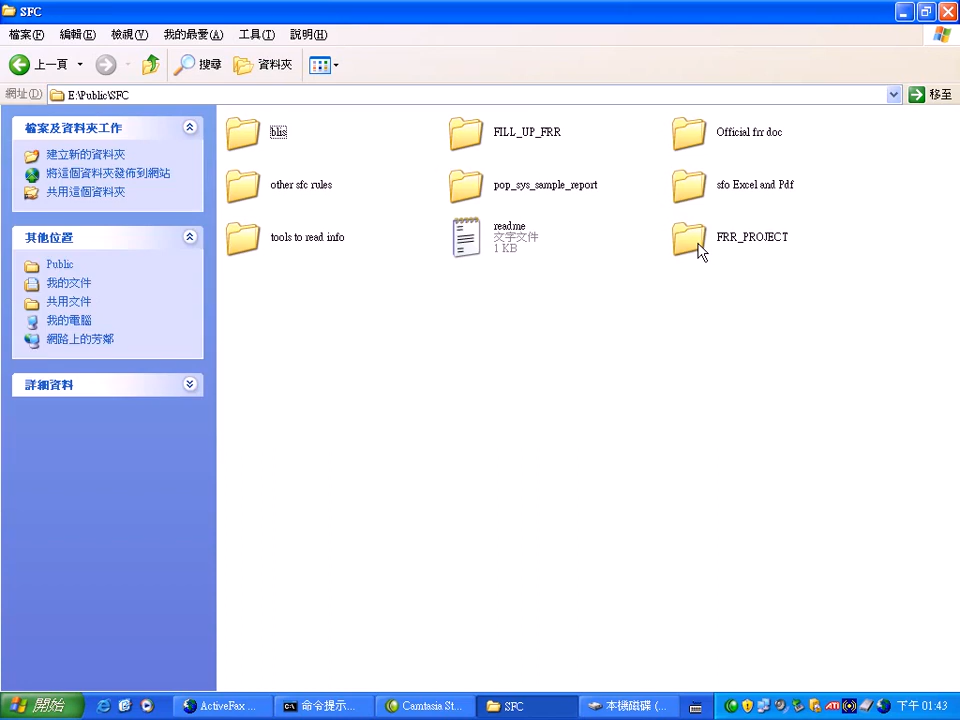 SFC
檔案(F) 編輯(E) 檢視(V) 我的最愛(A) 工具(T) 說明(H)
上一頁 搜尋 資料夾
網址(D) E:\Public\SFC 移至
檔案及資料夾工作
建立新的資料夾
將這個資料夾發佈到網站
共用這個資料夾
其他位置
Public
我的文件
共用文件
我的電腦
網路上的芳鄰
詳細資料
blis
FILL_UP_FRR
Official frr doc
other sfc rules
pop_sys_sample_report
sfo Excel and Pdf
tools to read info
readme
文字文件
1 KB
FRR_PROJECT
開始 ActiveFax ... 命令提示... Camtasia St... SFC 本機磁碟 (... 下午 01:43